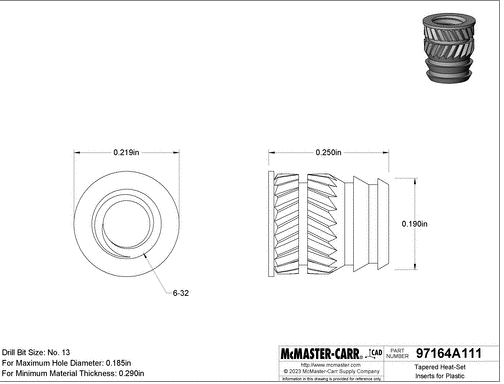 0.219in
0.250in
0.190in
6-32
Drill Bit Size: No. 13
For Maximum Hole Diameter: 0.185in
For Minimum Material Thickness: 0.290in
McMASTER-CARR® CAD
http://www.mcmaster.com
© 2023 McMaster-Carr Supply Company
Information in this drawing is provided for reference only.
PART NUMBER
97164A111
Tapered Heat-Set
Inserts for Plastic